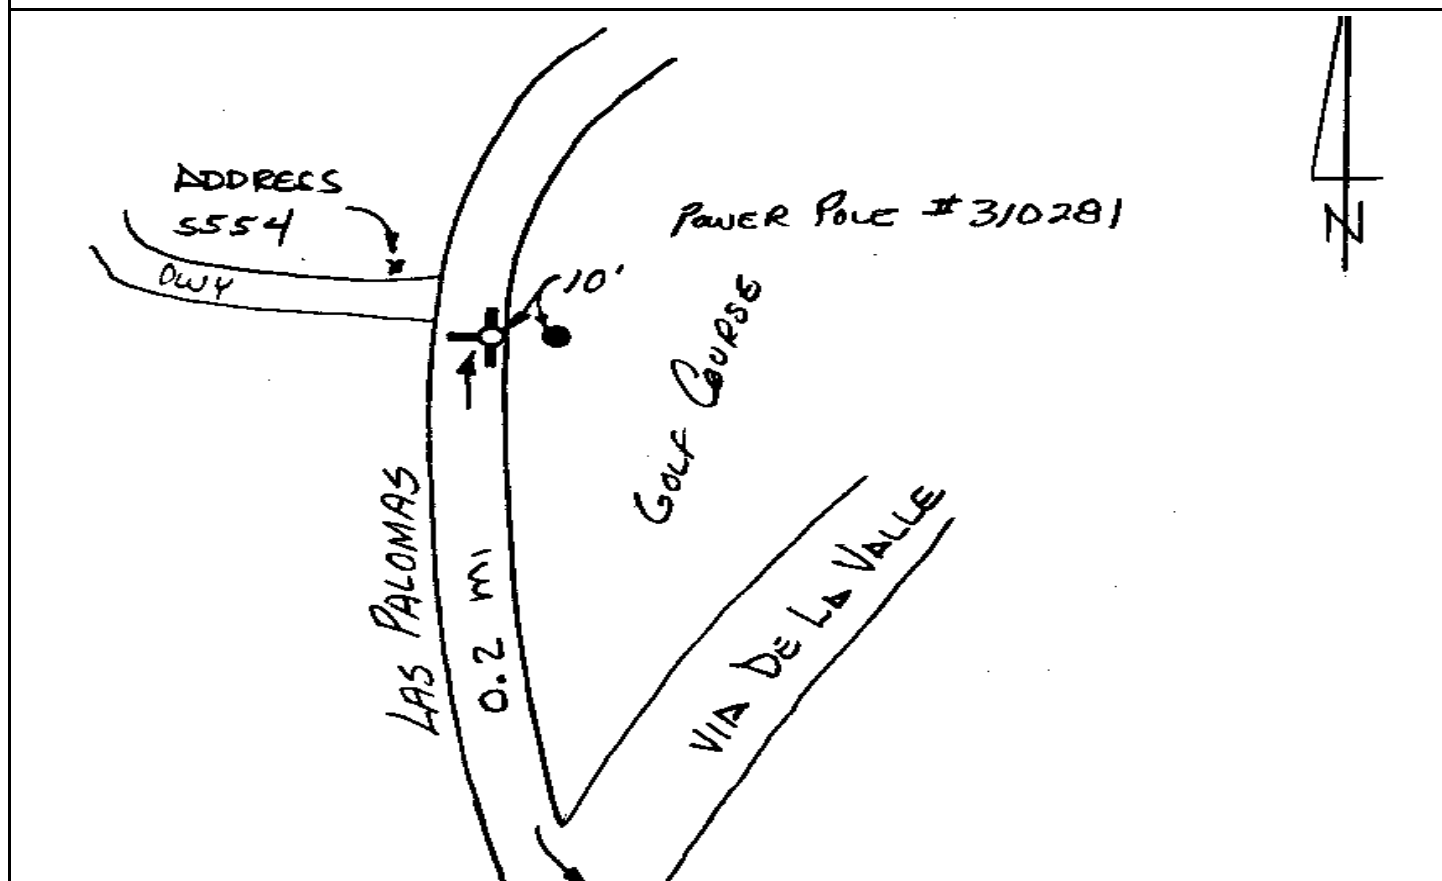 ADDRESS
5554
DWY
POWER POLE #310281
N
10'
GOLF COURSE
LAS PALOMAS
0.2 mi
VIA DE LA VALLE